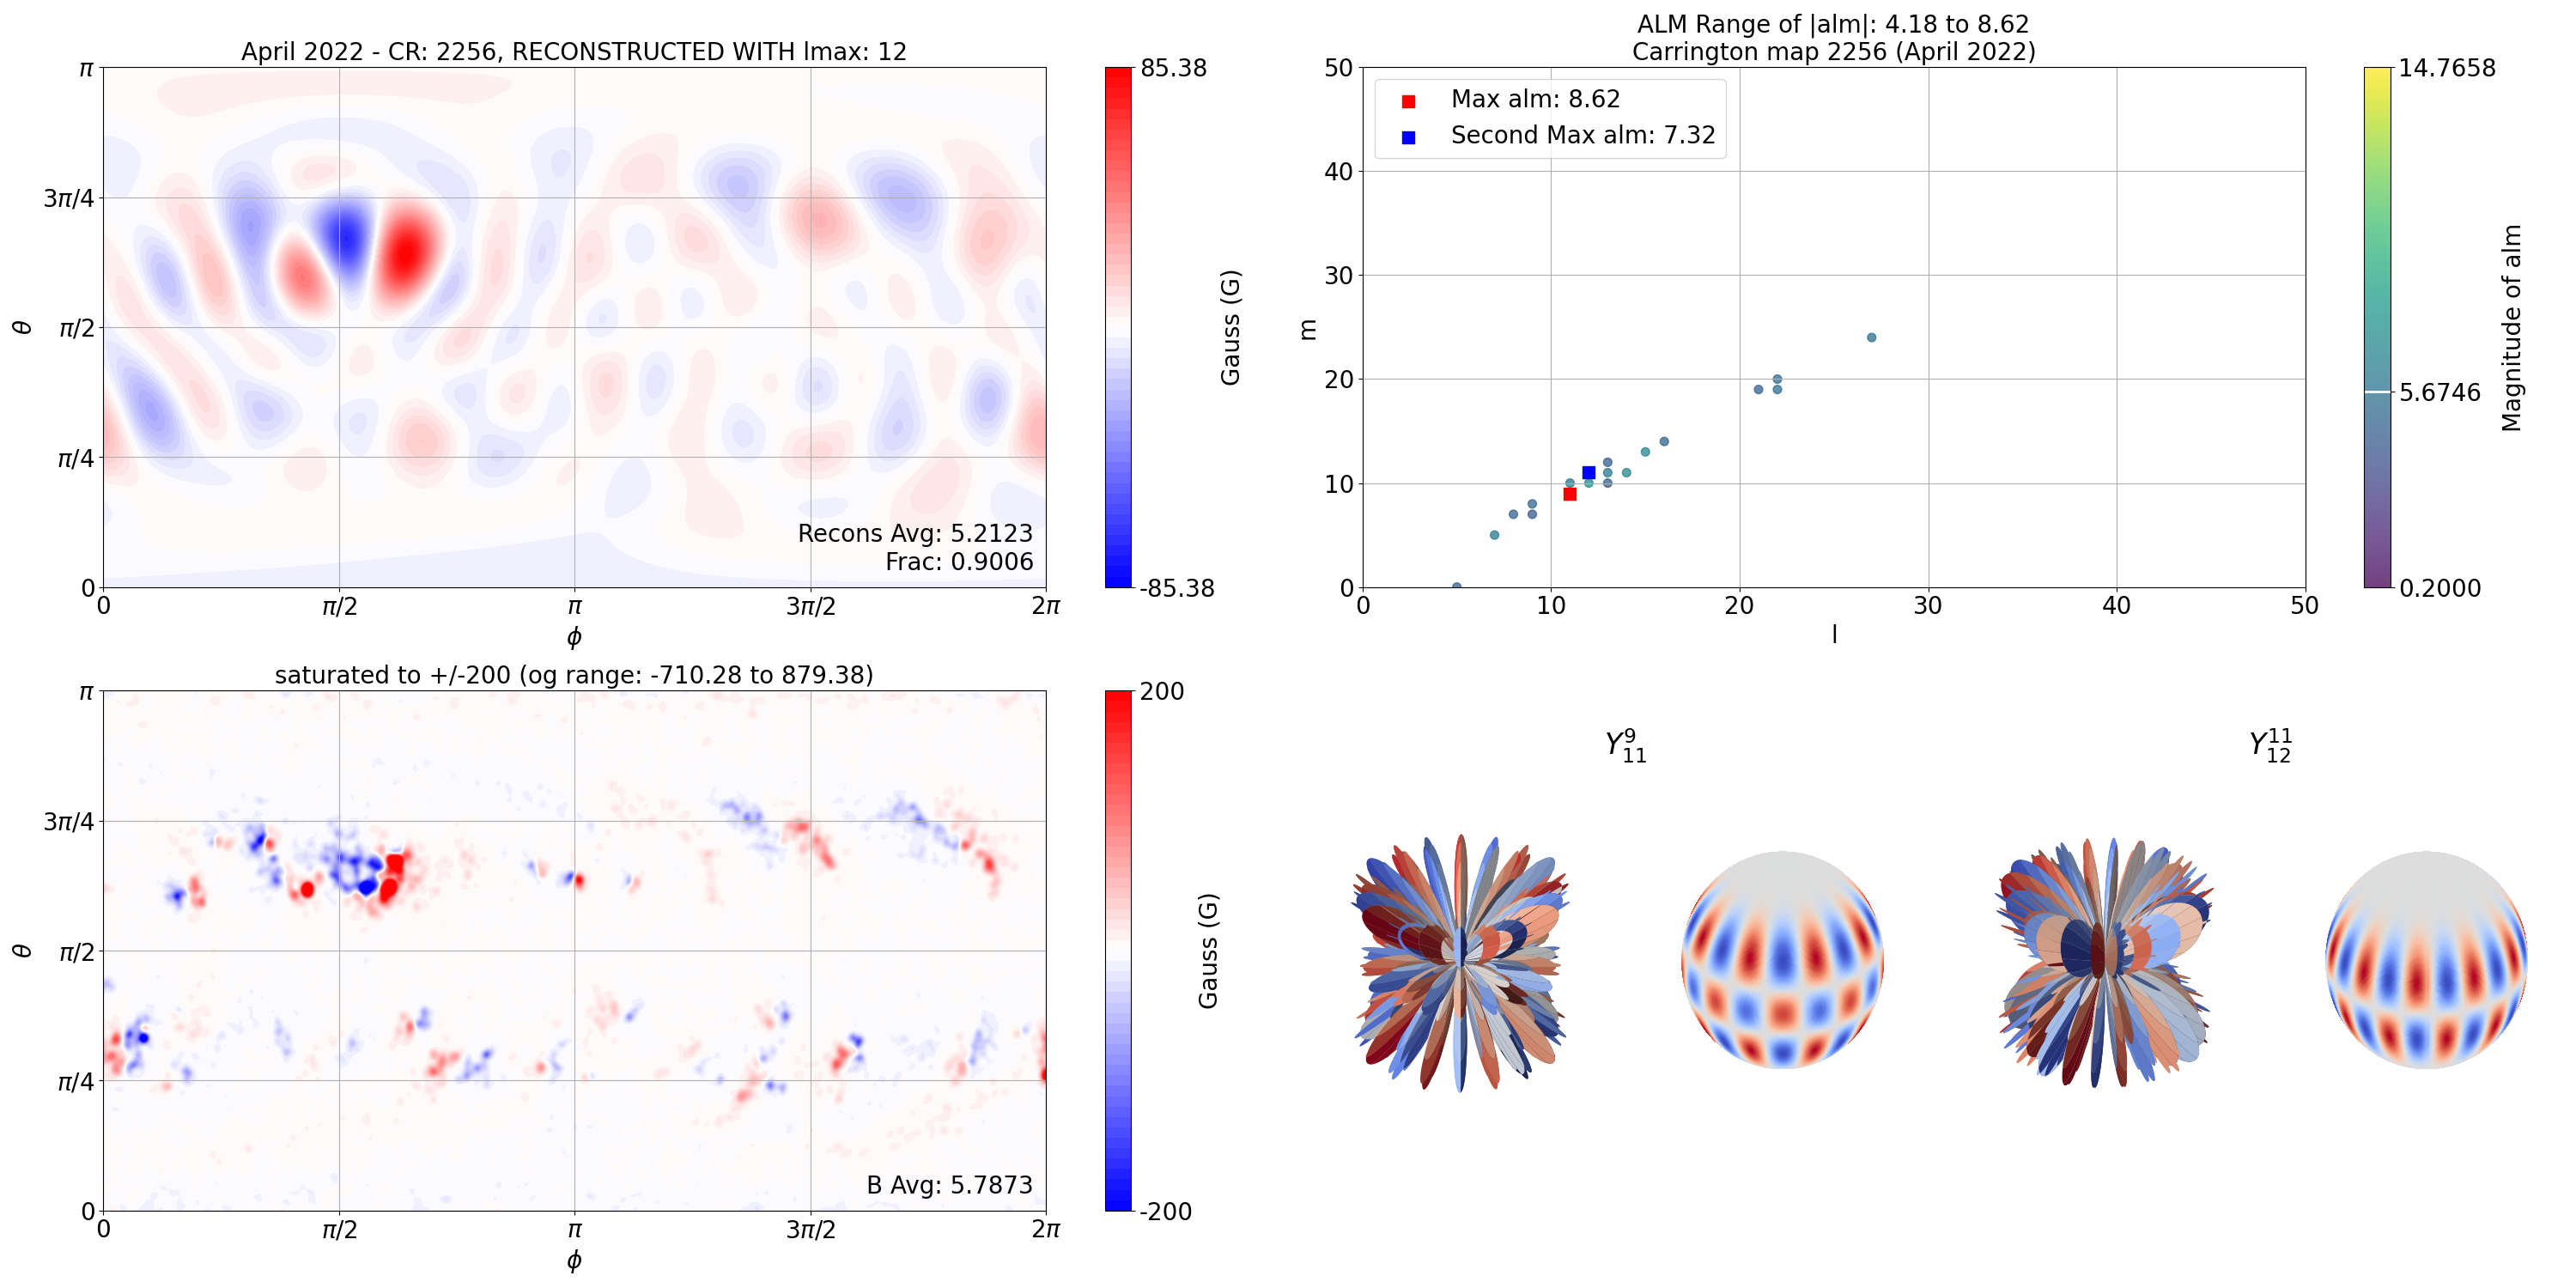 April 2022 - CR: 2256, RECONSTRUCTED WITH lmax: 12
π
3π/4
π/2
π/4
0
θ
0
π/2
π
3π/2
2π
ϕ
Recons Avg: 5.2123
Frac: 0.9006
85.38
-85.38
Gauss (G)
ALM Range of |alm|: 4.18 to 8.62
Carrington map 2256 (April 2022)
Max alm: 8.62
Second Max alm: 7.32
50
40
30
20
10
0
m
0
10
20
30
40
50
l
14.7658
5.6746
0.2000
Magnitude of alm
saturated to +/-200 (og range: -710.28 to 879.38)
π
3π/4
π/2
π/4
0
θ
0
π/2
π
3π/2
2π
ϕ
B Avg: 5.7873
200
-200
Gauss (G)
Y₁₁⁹
Y₁₂¹¹